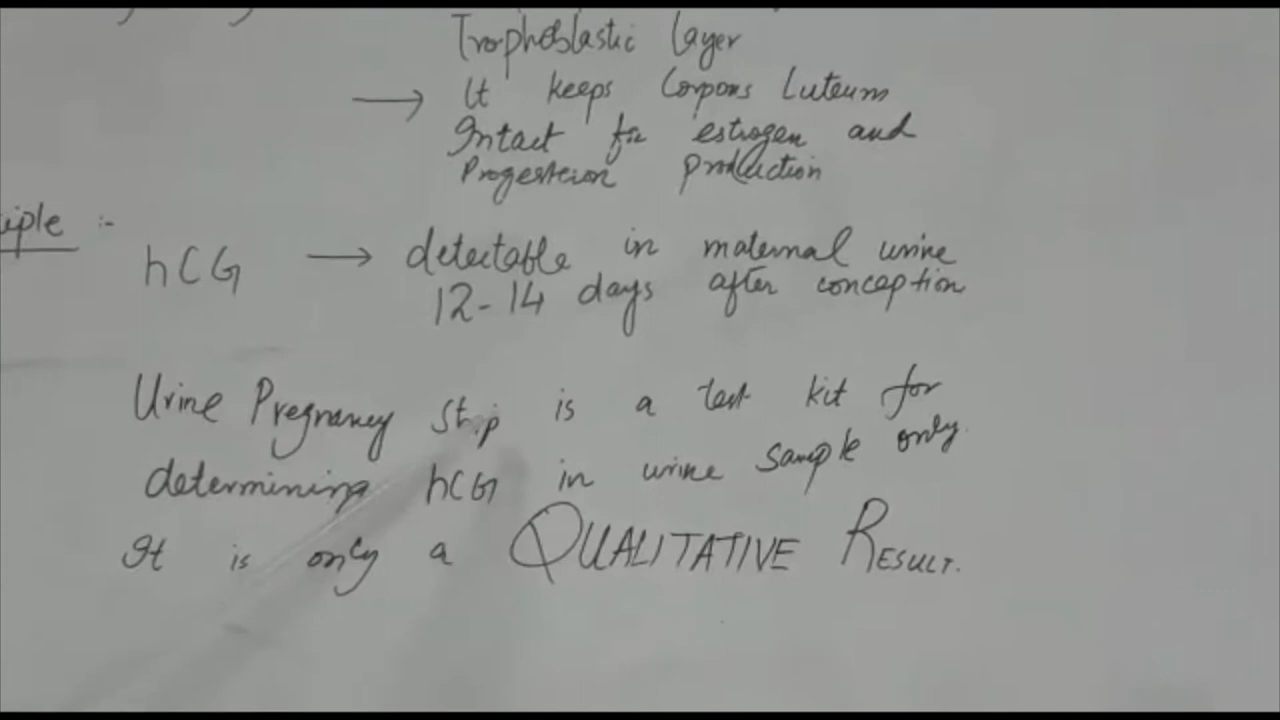 Trophoblastic Layer
→ It keeps Corpous Luteum
Intact for estrogen and
Progesteron production
iple :-
hCG → detectable in maternal urine
12-14 days after conception
Urine Pregnancy Strip is a test kit for
determining hCG in urine sample only.
It is only a QUALITATIVE RESULT.